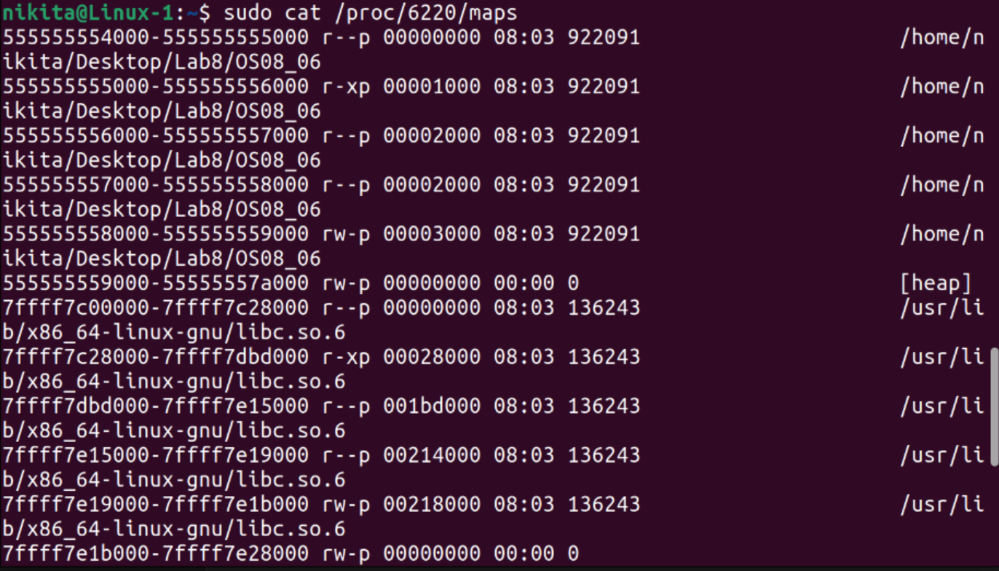 nikita@Linux-1:~$ sudo cat /proc/6220/maps
555555554000-555555555000 r--p 00000000 08:03 922091 /home/n
ikita/Desktop/Lab8/OS08_06
555555555000-555555556000 r-xp 00001000 08:03 922091 /home/n
ikita/Desktop/Lab8/OS08_06
555555556000-555555557000 r--p 00002000 08:03 922091 /home/n
ikita/Desktop/Lab8/OS08_06
555555557000-555555558000 r--p 00002000 08:03 922091 /home/n
ikita/Desktop/Lab8/OS08_06
555555558000-555555559000 rw-p 00003000 08:03 922091 /home/n
ikita/Desktop/Lab8/OS08_06
555555559000-55555557a000 rw-p 00000000 00:00 0 [heap]
7ffff7c00000-7ffff7c28000 r--p 00000000 08:03 136243 /usr/li
b/x86_64-linux-gnu/libc.so.6
7ffff7c28000-7ffff7dbd000 r-xp 00028000 08:03 136243 /usr/li
b/x86_64-linux-gnu/libc.so.6
7ffff7dbd000-7ffff7e15000 r--p 001bd000 08:03 136243 /usr/li
b/x86_64-linux-gnu/libc.so.6
7ffff7e15000-7ffff7e19000 r--p 00214000 08:03 136243 /usr/li
b/x86_64-linux-gnu/libc.so.6
7ffff7e19000-7ffff7e1b000 rw-p 00218000 08:03 136243 /usr/li
b/x86_64-linux-gnu/libc.so.6
7ffff7e1b000-7ffff7e28000 rw-p 00000000 00:00 0